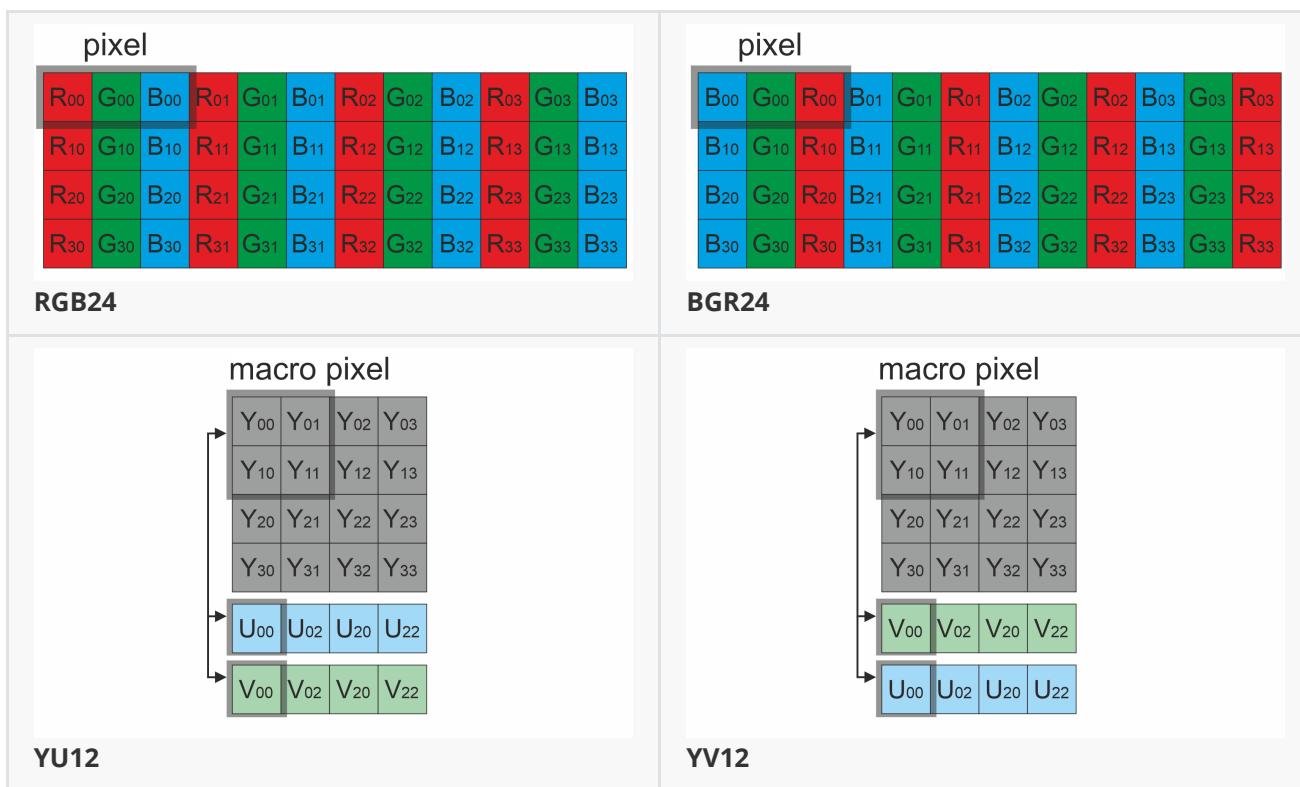 pixel
R00 G00 B00 R01 G01 B01 R02 G02 B02 R03 G03 B03
R10 G10 B10 R11 G11 B11 R12 G12 B12 R13 G13 B13
R20 G20 B20 R21 G21 B21 R22 G22 B22 R23 G23 B23
R30 G30 B30 R31 G31 B31 R32 G32 B32 R33 G33 B33
RGB24
pixel
B00 G00 R00 B01 G01 R01 B02 G02 R02 B03 G03 R03
B10 G10 R10 B11 G11 R11 B12 G12 R12 B13 G13 R13
B20 G20 R20 B21 G21 R21 B22 G22 R22 B23 G23 R23
B30 G30 R30 B31 G31 R31 B32 G32 R32 B33 G33 R33
BGR24
macro pixel
Y00 Y01 Y02 Y03
Y10 Y11 Y12 Y13
Y20 Y21 Y22 Y23
Y30 Y31 Y32 Y33
U00 U02 U20 U22
V00 V02 V20 V22
YU12
macro pixel
Y00 Y01 Y02 Y03
Y10 Y11 Y12 Y13
Y20 Y21 Y22 Y23
Y30 Y31 Y32 Y33
V00 V02 V20 V22
U00 U02 U20 U22
YV12